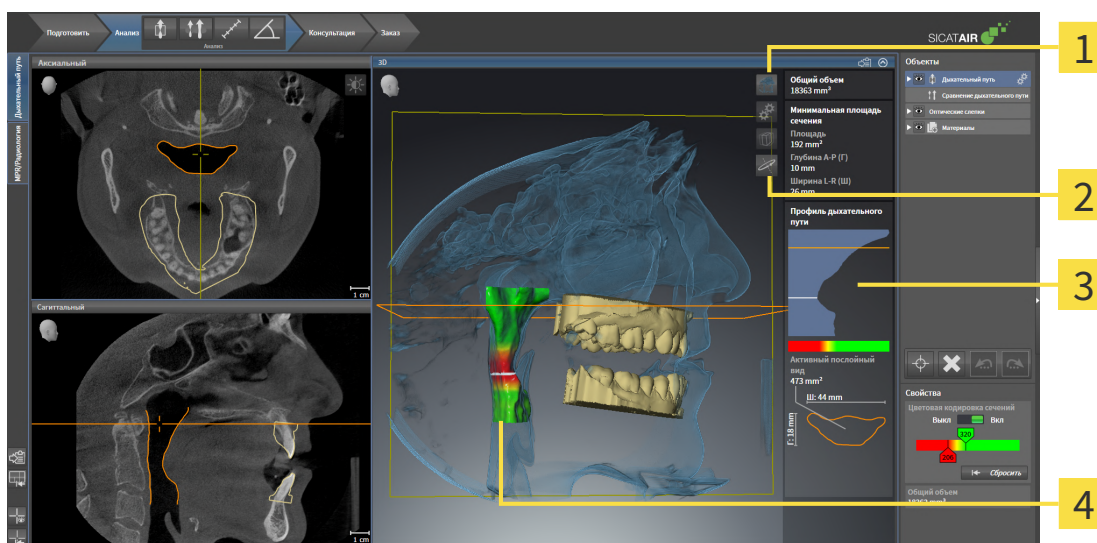 Подготовить
Анализ
Анализ
Консультация
Заказ
SICATAIR
1
2
3
4
Дыхательный путь
MPR/Радиология
Аксиальный
1 cm
Сагиттальный
1 cm
3D
Общий объем
18363 mm³
Минимальная площадь
сечения
Площадь
192 mm²
Глубина A-P (Г)
10 mm
Ширина L-R (Ш)
26 mm
Профиль дыхательного
пути
Активный послойный
вид
473 mm²
Ш: 44 mm
Г: 18 mm
Объекты
Дыхательный путь
Сравнение дыхательного пути
Оптические слепки
Материалы
Свойства
Цветовая кодировка сечений
Выкл
Вкл
320
Сбросить
Общий объем